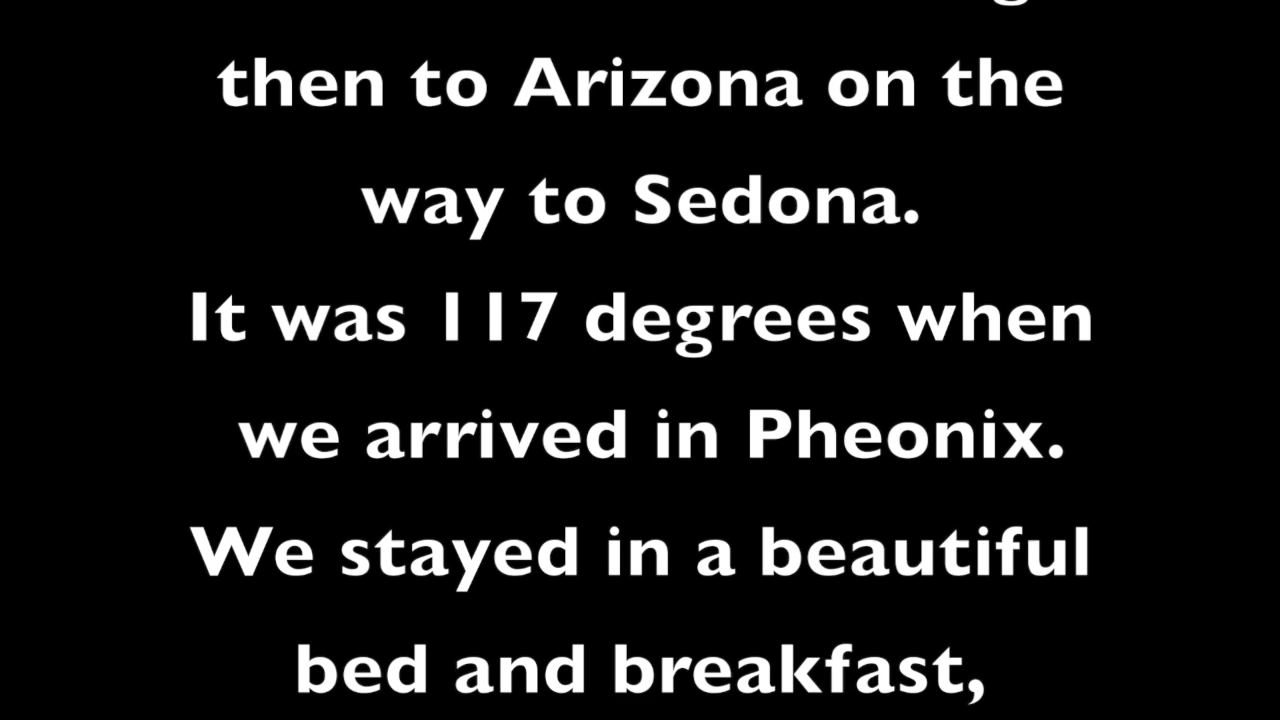 then to Arizona on the
way to Sedona.
It was 117 degrees when
we arrived in Pheonix.
We stayed in a beautiful
bed and breakfast,